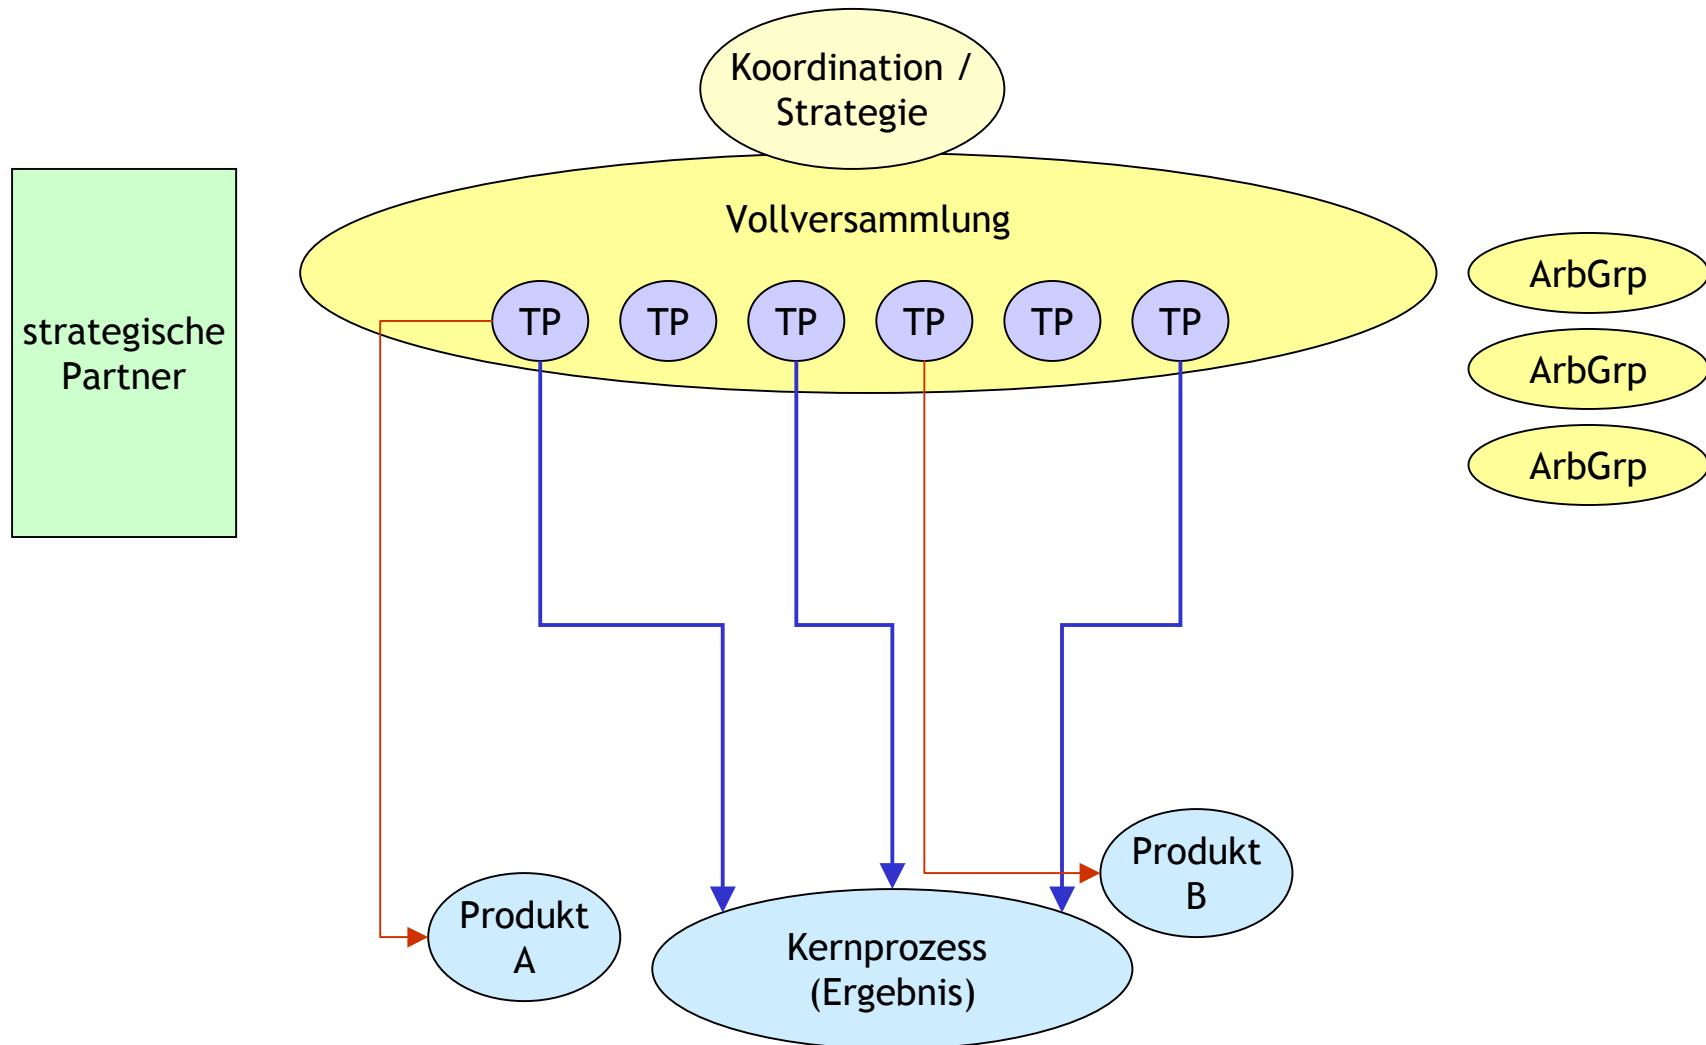 Koordination /
Strategie
Vollversammlung
TP TP TP TP TP TP
strategische
Partner
ArbGrp
ArbGrp
ArbGrp
Produkt
A
Kernprozess
(Ergebnis)
Produkt
B